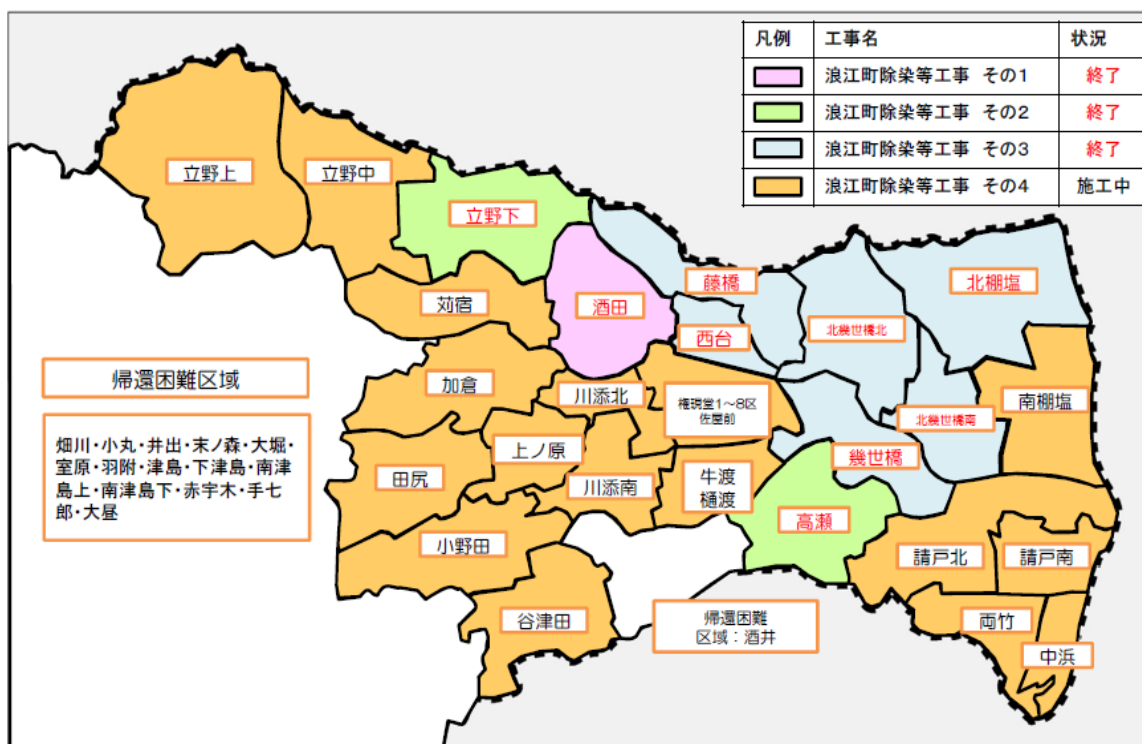 凡例 工事名 状況
浪江町除染等工事 その1 終了
浪江町除染等工事 その2 終了
浪江町除染等工事 その3 終了
浪江町除染等工事 その4 施工中
立野上
立野中
立野下
苅宿
酒田
藤橋
西台
北幾世橋北
北棚塩
帰還困難区域
畑川・小丸・井出・末ノ森・大堀・
室原・羽附・津島・下津島・南津
島上・南津島下・赤宇木・手七
郎・大昼
加倉
川添北
権現堂1～8区
佐屋前
北幾世橋南
南棚塩
田尻
上ノ原
川添南
牛渡
樋渡
幾世橋
高瀬
小野田
請戸北
請戸南
谷津田
帰還困難
区域：酒井
両竹
中浜